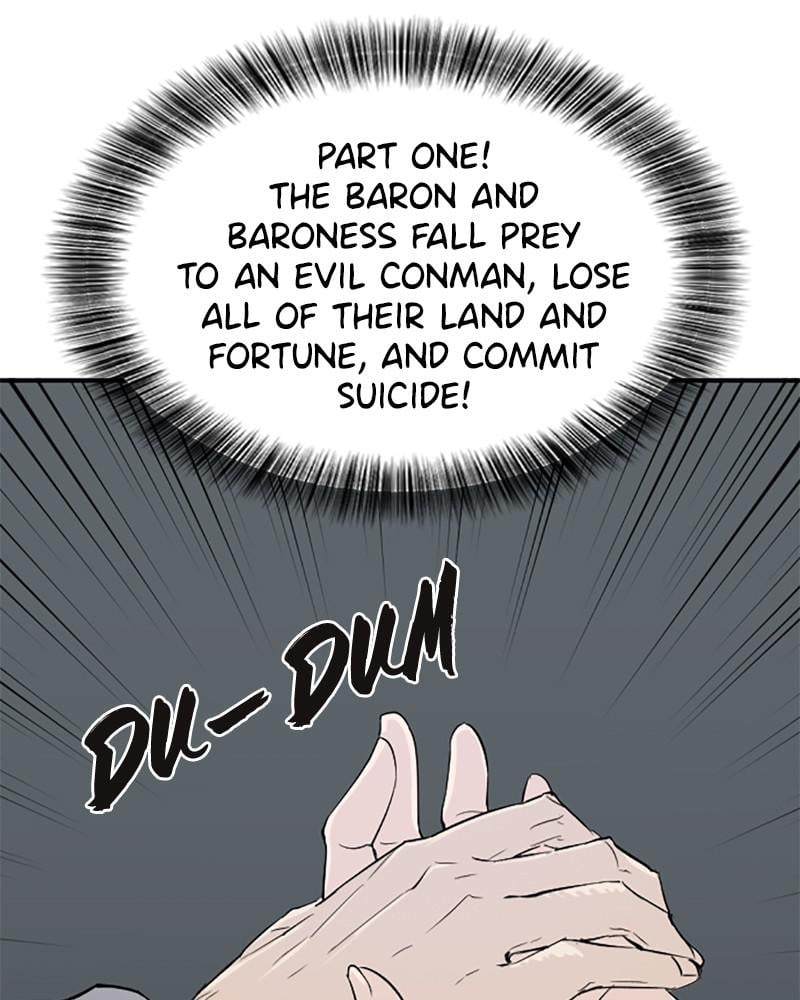 PART ONE!
THE BARON AND
BARONESS FALL PREY
TO AN EVIL CONMAN, LOSE
ALL OF THEIR LAND AND
FORTUNE, AND COMMIT
SUICIDE!
DU-DUM